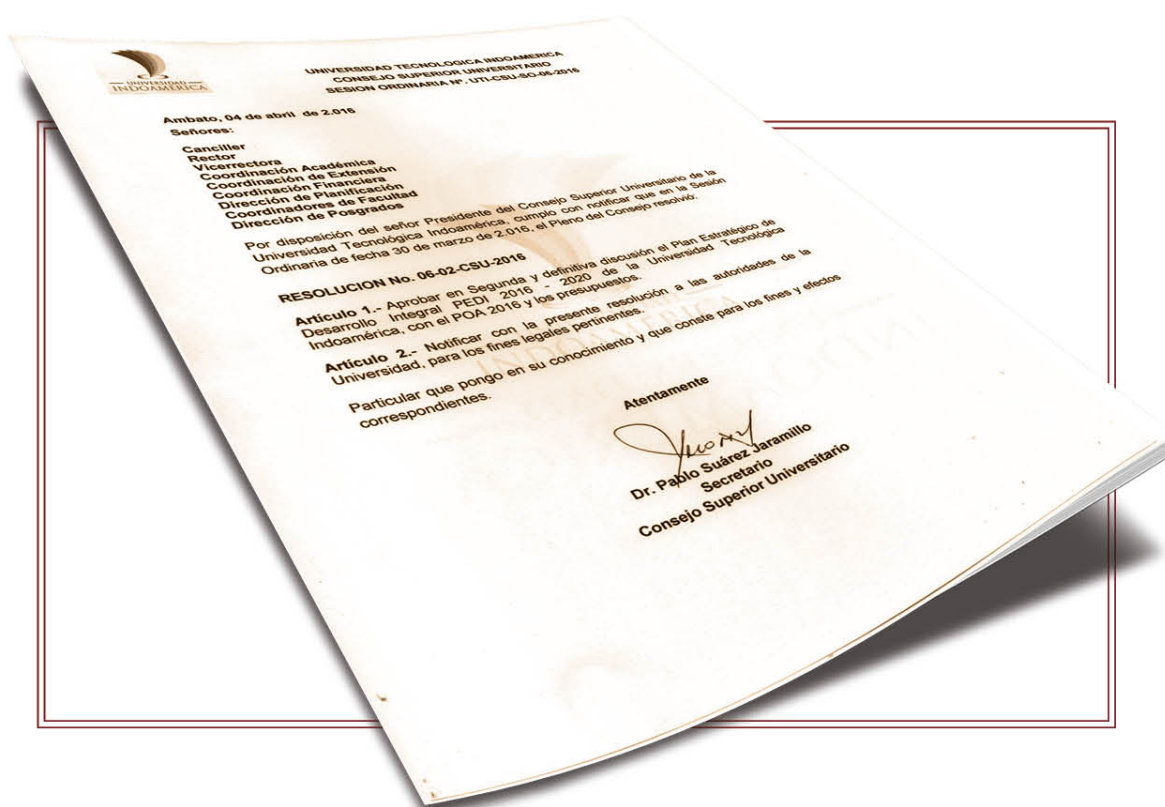 UNIVERSIDAD
INDOAMÉRICA
UNIVERSIDAD TECNOLOGICA INDOAMERICA
CONSEJO SUPERIOR UNIVERSITARIO
SESION ORDINARIA N°. UTI-CSU-SO-06-2016
Ambato, 04 de abril de 2.016
Señores:
Canciller
Rector
Vicerrectora
Coordinación Académica
Coordinación de Extensión
Coordinación Financiera
Dirección de Planificación
Coordinadores de Facultad
Dirección de Posgrados
Por disposición del señor Presidente del Consejo Superior Universitario de la
Universidad Tecnológica Indoamérica, cumplo con notificar que en la Sesión
Ordinaria de fecha 30 de marzo de 2.016, el Pleno del Consejo resolvió:
RESOLUCION No. 06-02-CSU-2016
Artículo 1.- Aprobar en Segunda y definitiva discusión el Plan Estratégico de
Desarrollo Integral PEDI 2016 - 2020 de la Universidad Tecnológica
Indoamérica, con el POA 2016 y los presupuestos.
Artículo 2.- Notificar con la presente resolución a las autoridades de la
Universidad, para los fines legales pertinentes.
Particular que pongo en su conocimiento y que conste para los fines y efectos
correspondientes.
Atentamente
Dr. Pablo Suárez Jaramillo
Secretario
Consejo Superior Universitario